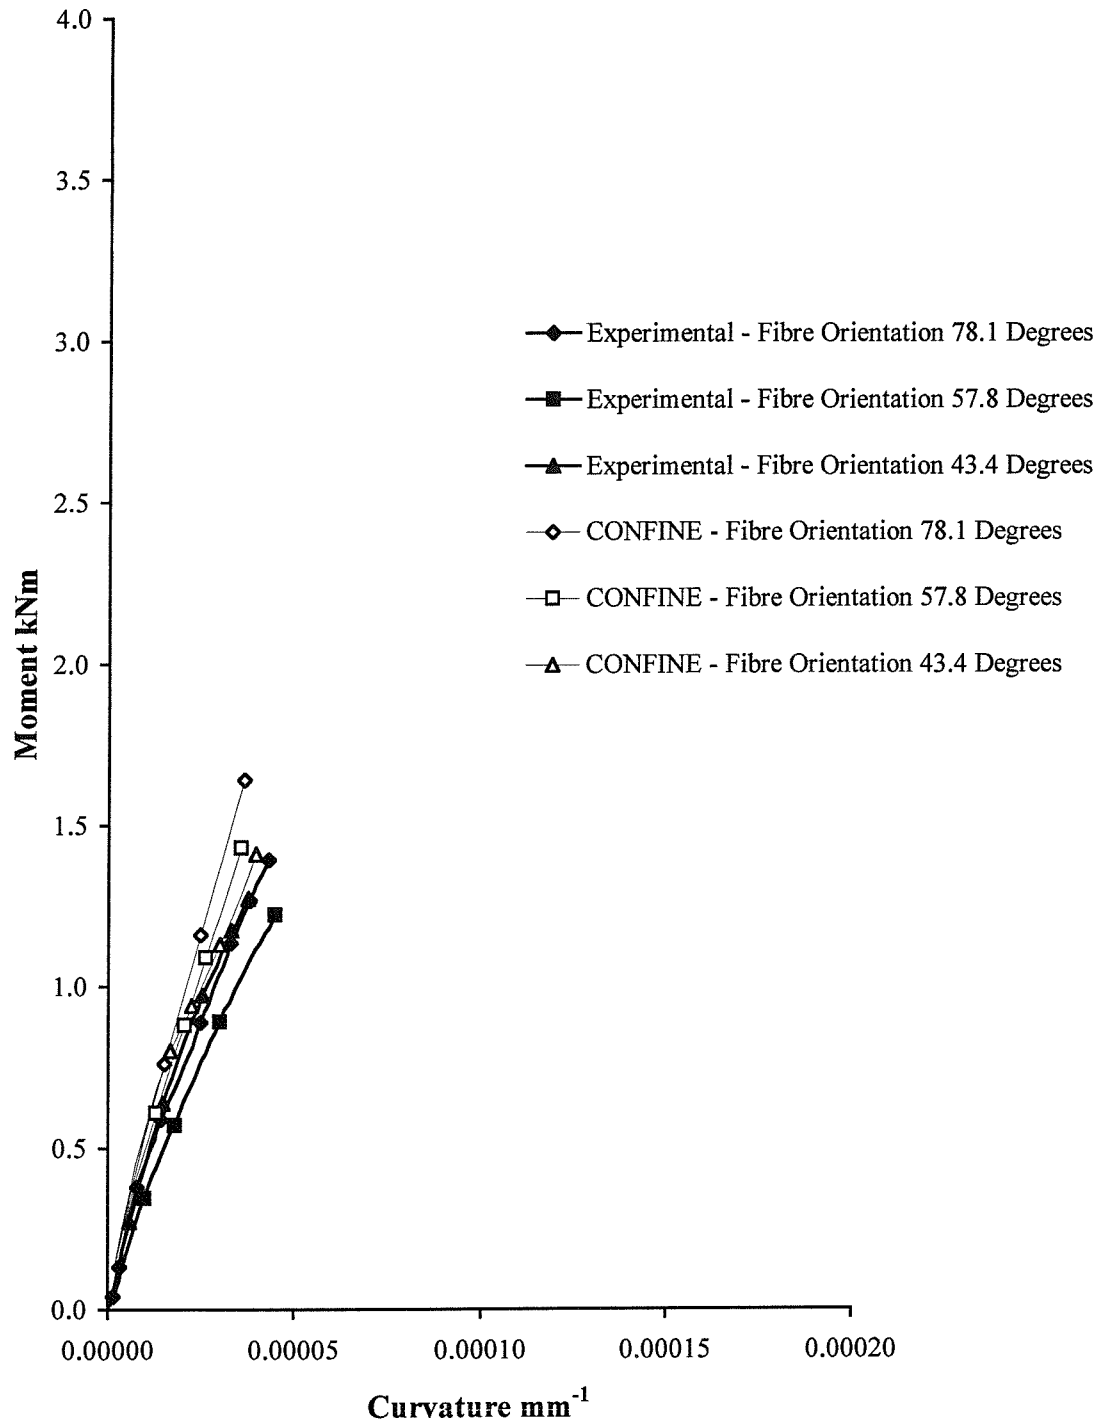 4.0
3.5
3.0
2.5
2.0
1.5
1.0
0.5
0.0
Moment kNm
Experimental - Fibre Orientation 78.1 Degrees
Experimental - Fibre Orientation 57.8 Degrees
Experimental - Fibre Orientation 43.4 Degrees
CONFINE - Fibre Orientation 78.1 Degrees
CONFINE - Fibre Orientation 57.8 Degrees
CONFINE - Fibre Orientation 43.4 Degrees
0.00000 0.00005 0.00010 0.00015 0.00020
Curvature mm⁻¹